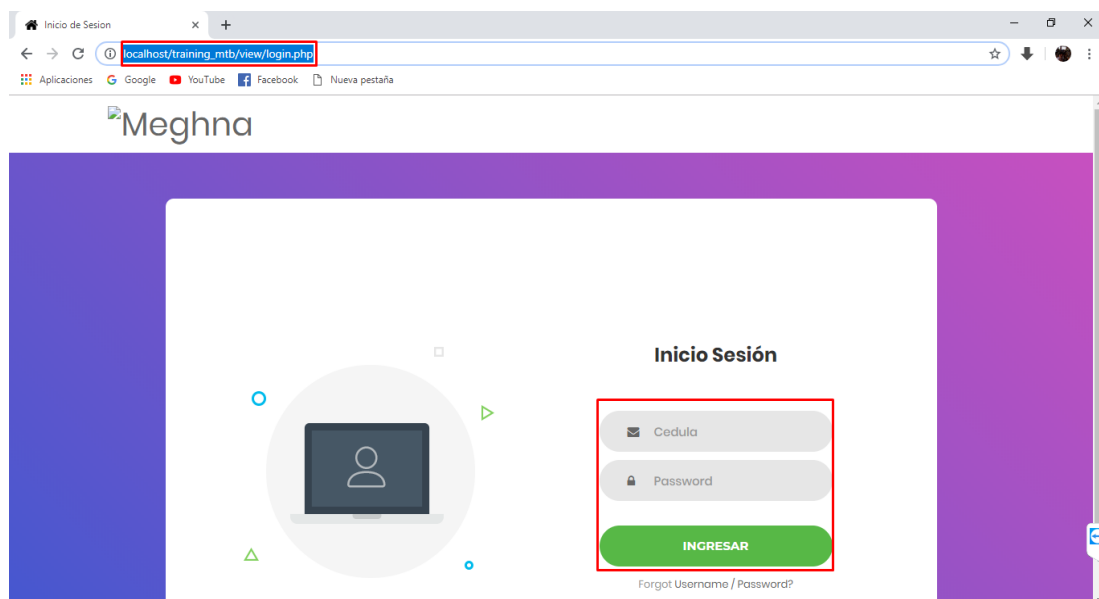 Inicio de Sesion
localhost/training_mtb/view/login.php
Aplicaciones Google YouTube Facebook Nueva pestaña
Meghna
Inicio Sesión
Cedula
Password
INGRESAR
Forgot Username / Password?